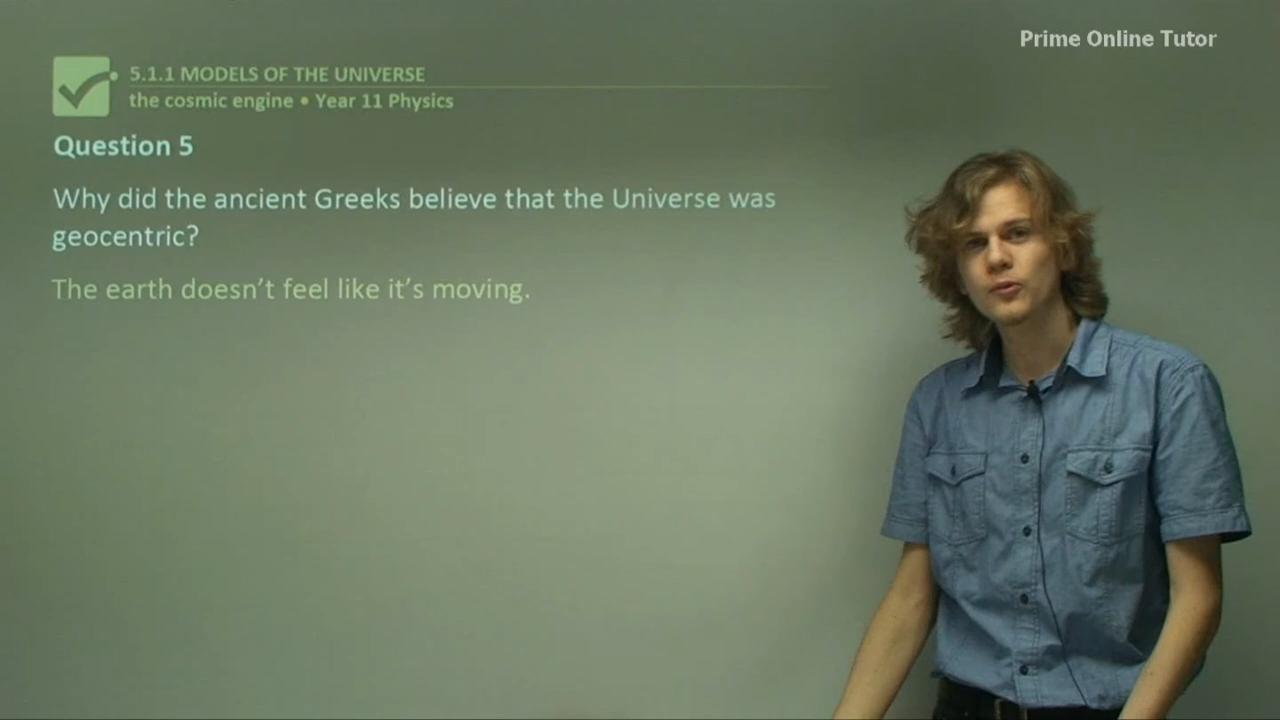 Prime Online Tutor
5.1.1 MODELS OF THE UNIVERSE
the cosmic engine • Year 11 Physics
Question 5
Why did the ancient Greeks believe that the Universe was
geocentric?
The earth doesn't feel like it's moving.